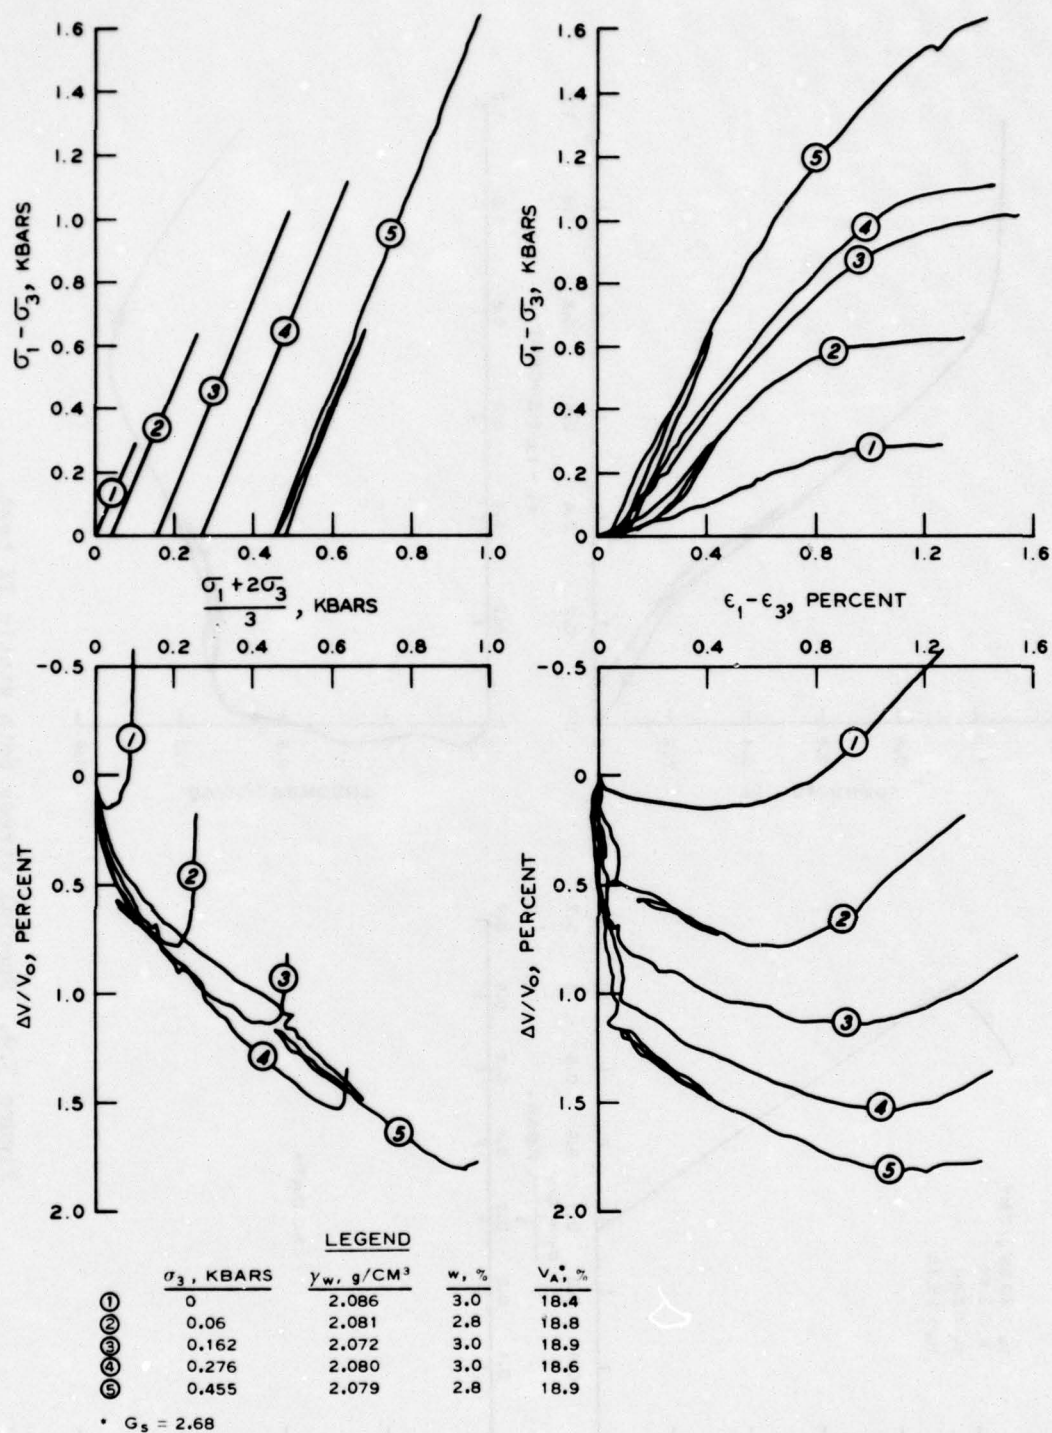 1.6
1.4
1.2
1.0
0.8
0.6
0.4
0.2
0
σ1 - σ3, KBARS
0 0.2 0.4 0.6 0.8 1.0
σ1 + 2σ3
3 , KBARS
1 2 3 4 5
1.6
1.4
1.2
1.0
0.8
0.6
0.4
0.2
0
σ1 - σ3, KBARS
0 0.4 0.8 1.2 1.6
ε1 - ε3, PERCENT
5 4 3 2 1
0 0.2 0.4 0.6 0.8 1.0
-0.5
0
0.5
1.0
1.5
2.0
ΔV/V0, PERCENT
1 2 3 4 5
0 0.4 0.8 1.2 1.6
-0.5
0
0.5
1.0
1.5
2.0
ΔV/V0, PERCENT
1 2 3 4 5
LEGEND
σ3, KBARS γw, g/CM³ w, % VA*, %
① 0 2.086 3.0 18.4
② 0.06 2.081 2.8 18.8
③ 0.162 2.072 3.0 18.9
④ 0.276 2.080 3.0 18.6
⑤ 0.455 2.079 2.8 18.9
* Gs = 2.68